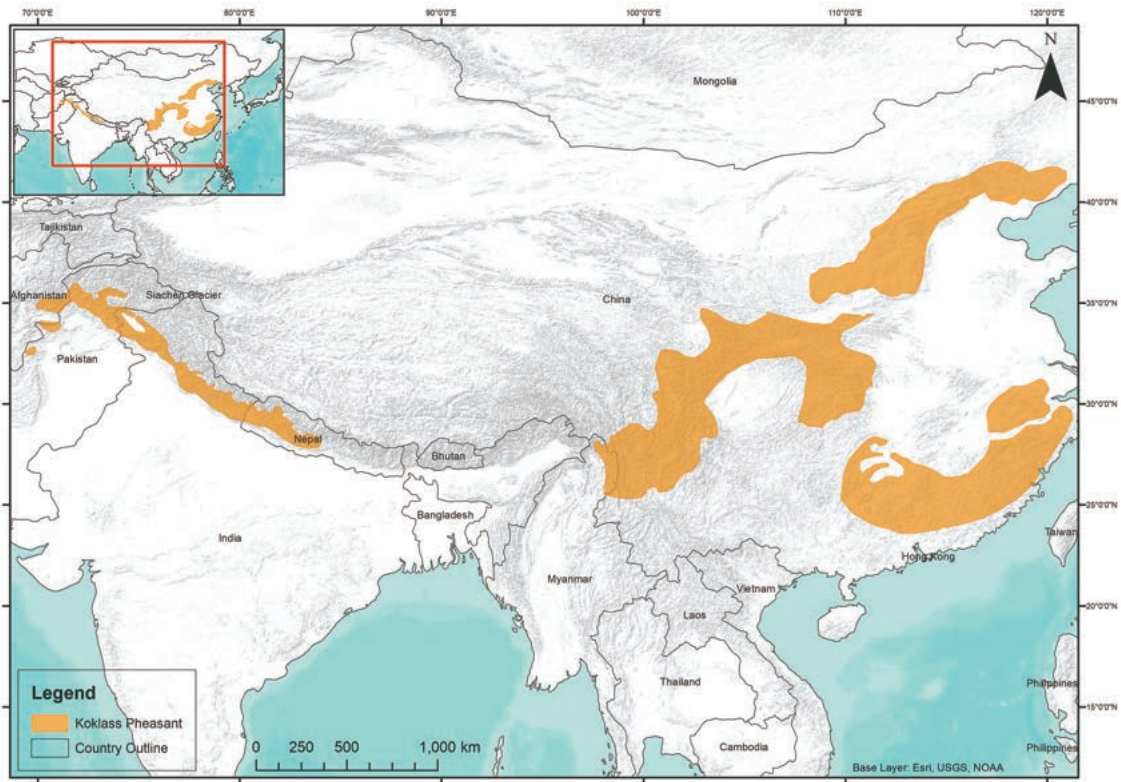 70°0'0"E 80°0'0"E 90°0'0"E 100°0'0"E 110°0'0"E 120°0'0"E
N
Mongolia
45°0'0"N
40°0'0"N
Tajikistan
Afghanistan
Siachen Glacier
China
35°0'0"N
Pakistan
30°0'0"N
Nepal
Bhutan
25°0'0"N
Bangladesh
India
Taiwan
Hong Kong
Myanmar
Vietnam
Laos
20°0'0"N
Thailand
Philippines
15°0'0"N
Cambodia
Philippines
Legend
Koklass Pheasant
Country Outline
0 250 500 1,000 km
Base Layer: Esri, USGS, NOAA